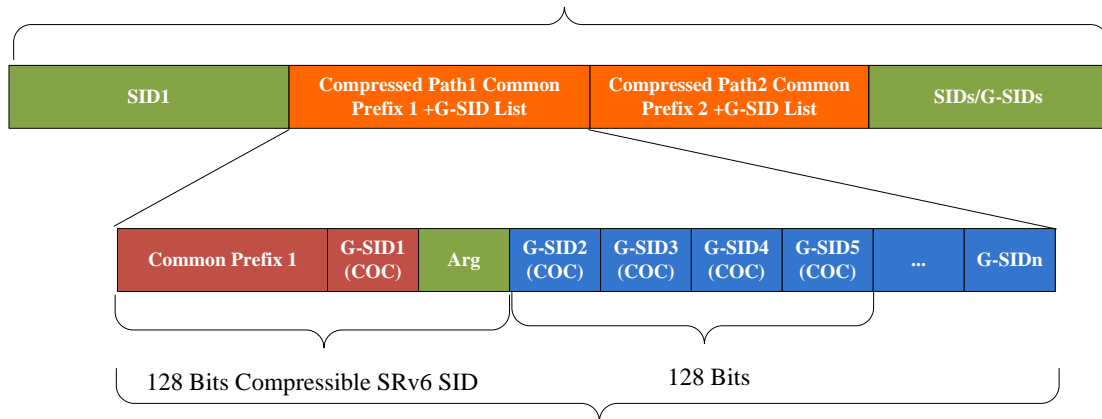 SID1
Compressed Path1 Common
Prefix 1 +G-SID List
Compressed Path2 Common
Prefix 2 +G-SID List
SIDs/G-SIDs
Common Prefix 1
G-SID1
(COC)
Arg
G-SID2
(COC)
G-SID3
(COC)
G-SID4
(COC)
G-SID5
(COC)
...
G-SIDn
128 Bits Compressible SRv6 SID
128 Bits